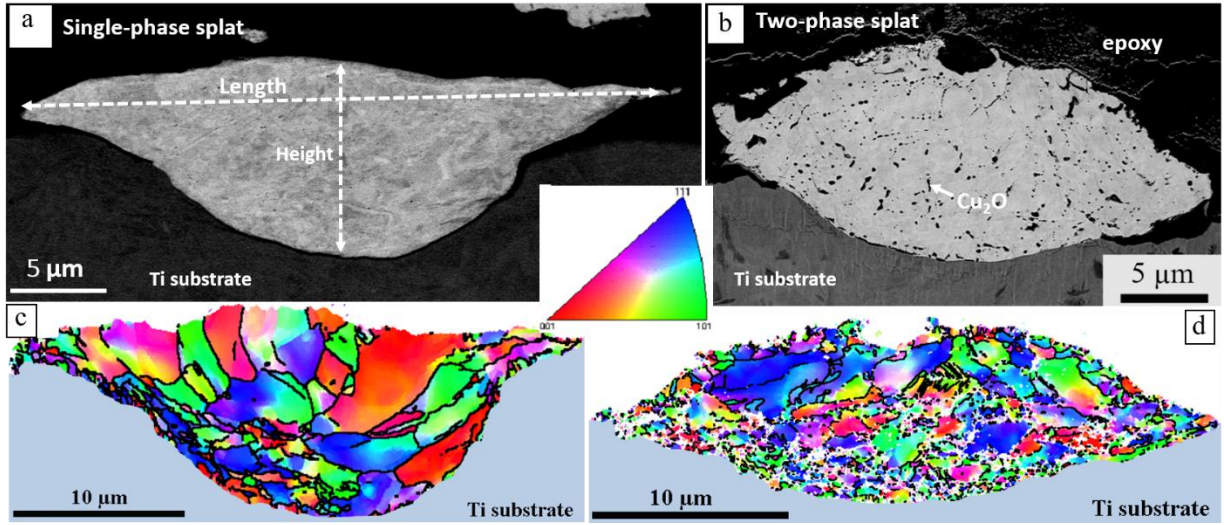 a
Single-phase splat
Length
Height
5 μm
Ti substrate
b
Two-phase splat
epoxy
Cu₂O
Ti substrate
5 μm
111
001
101
c
10 μm
Ti substrate
d
10 μm
Ti substrate